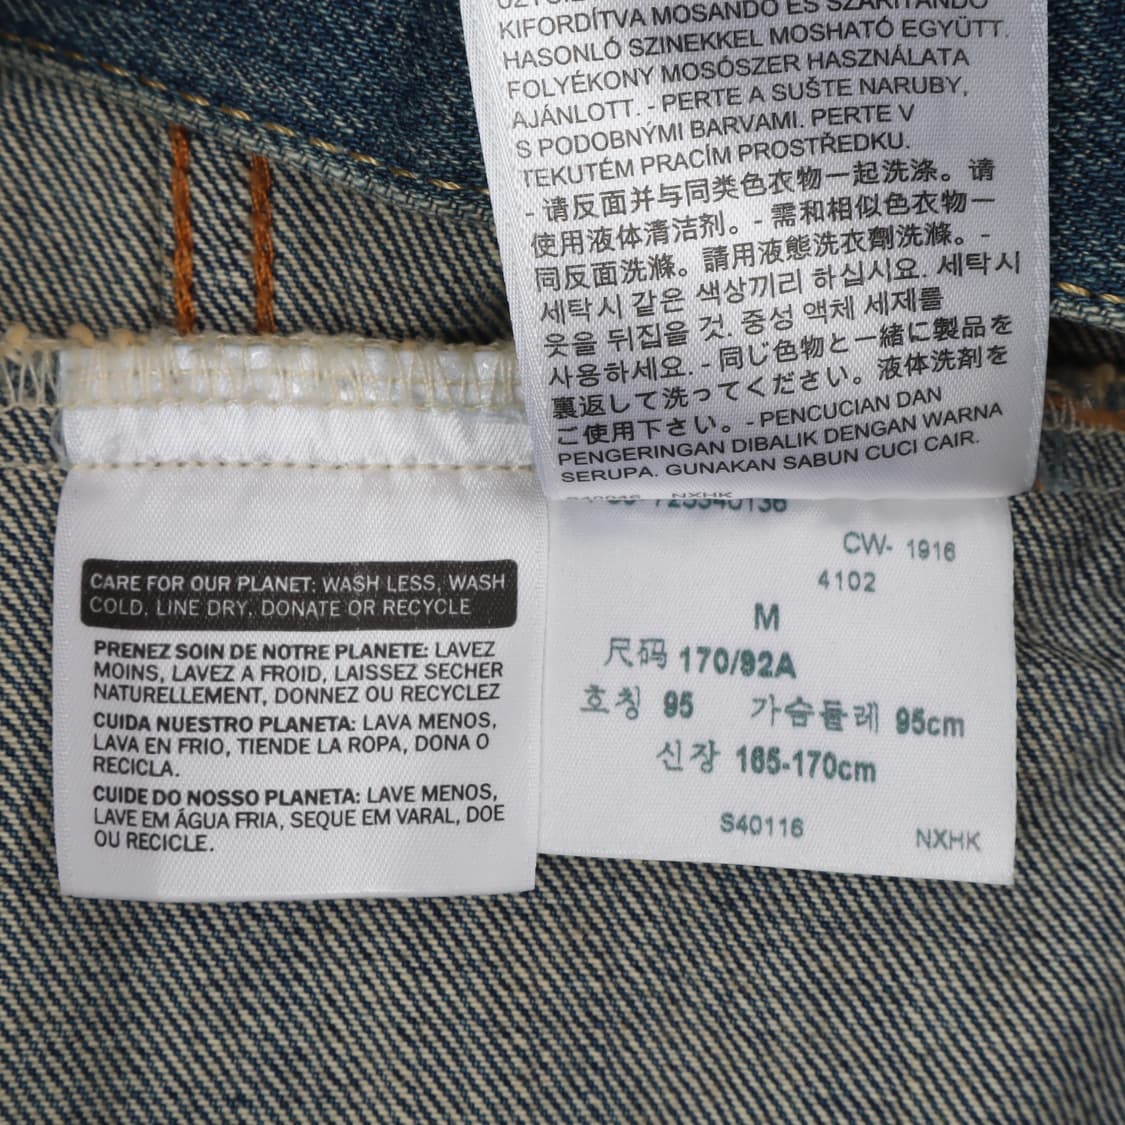 KIFORDÍTVA MOSANDÓ ÉS SZÁRÍTANDÓ
HASONLÓ SZINEKKEL MOSHATÓ EGYÜTT.
FOLYÉKONY MOSÓSZER HASZNÁLATA
AJÁNLOTT. - PERTE A SUŠTE NARUBY,
S PODOBNÝMI BARVAMI. PERTE V
TEKUTÉM PRACÍM PROSTŘEDKU.
- 请反面并与同类色衣物一起洗涤。请
使用液体清洁剂。- 需和相似色衣物一
同反面洗滌。請用液態洗衣劑洗滌。-
세탁시 같은 색상끼리 하십시요. 세탁시
옷을 뒤집을 것. 중성 액체 세제를
사용하세요. - 同じ色物と一緒に製品を
裏返して洗ってください。液体洗剤を
ご使用下さい。- PENCUCIAN DAN
PENGERINGAN DIBALIK DENGAN WARNA
SERUPA. GUNAKAN SABUN CUCI CAIR.
NXHK
CARE FOR OUR PLANET: WASH LESS, WASH
COLD, LINE DRY, DONATE OR RECYCLE
PRENEZ SOIN DE NOTRE PLANETE: LAVEZ
MOINS, LAVEZ A FROID, LAISSEZ SECHER
NATURELLEMENT, DONNEZ OU RECYCLEZ
CUIDA NUESTRO PLANETA: LAVA MENOS,
LAVA EN FRIO, TIENDE LA ROPA, DONA O
RECICLA.
CUIDE DO NOSSO PLANETA: LAVE MENOS,
LAVE EM ÁGUA FRIA, SEQUE EM VARAL, DOE
OU RECICLE.
CW- 1916
4102
M
尺码 170/92A
호칭 95 가슴둘레 95cm
신장 165-170cm
S40116
NXHK